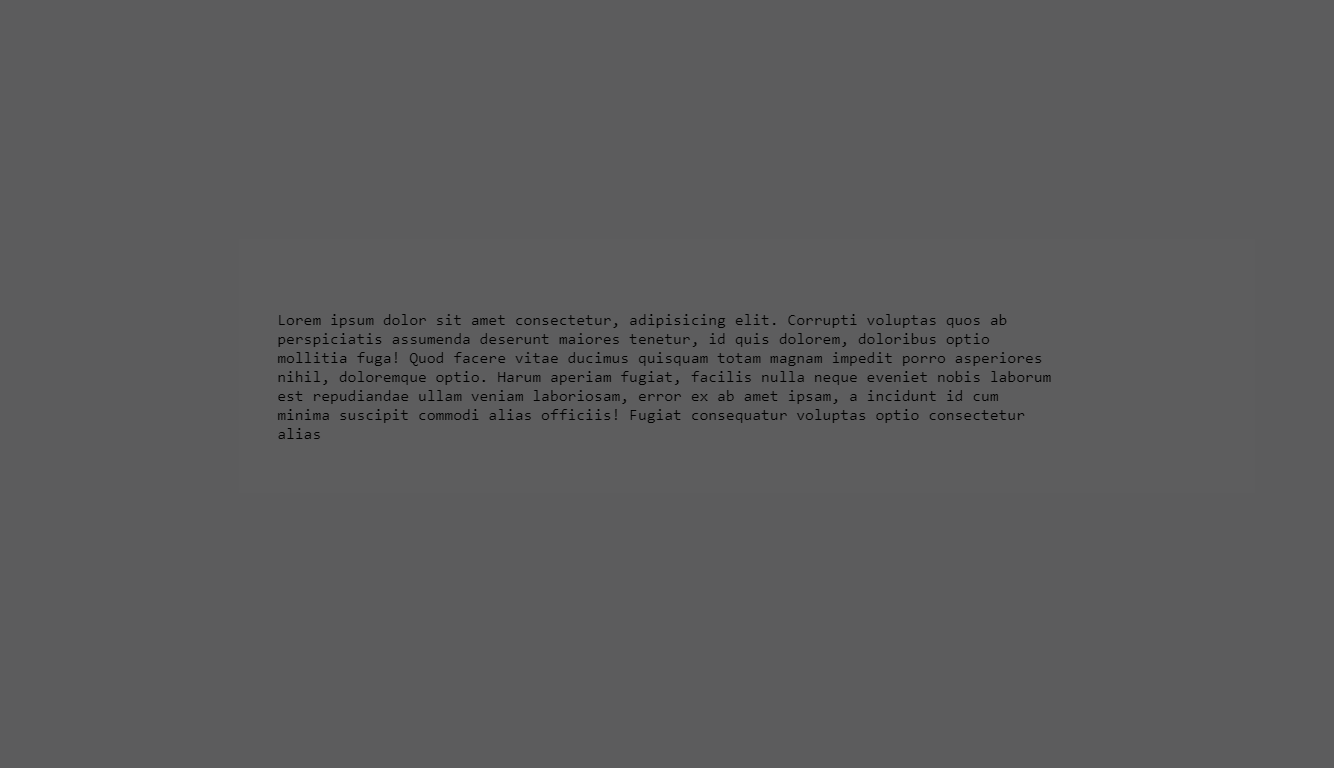 Lorem ipsum dolor sit amet consectetur, adipisicing elit. Corrupti voluptas quos ab
perspiciatis assumenda deserunt maiores tenetur, id quis dolorem, doloribus optio
mollitia fuga! Quod facere vitae ducimus quisquam totam magnam impedit porro asperiores
nihil, doloremque optio. Harum aperiam fugiat, facilis nulla neque eveniet nobis laborum
est repudiandae ullam veniam laboriosam, error ex ab amet ipsam, a incidunt id cum
minima suscipit commodi alias officiis! Fugiat consequatur voluptas optio consectetur
alias